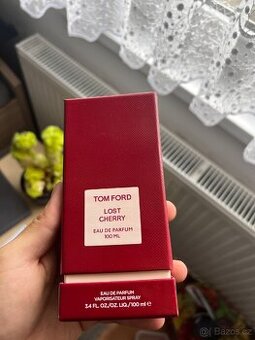 TOM FORD
LOST
CHERRY
EAU DE PARFUM
100 ML
EAU DE PARFUM
VAPORISATEUR SPRAY
3.4 FL. OZ./OZ. LIQ./100 ml ℮
Bazoš.cz